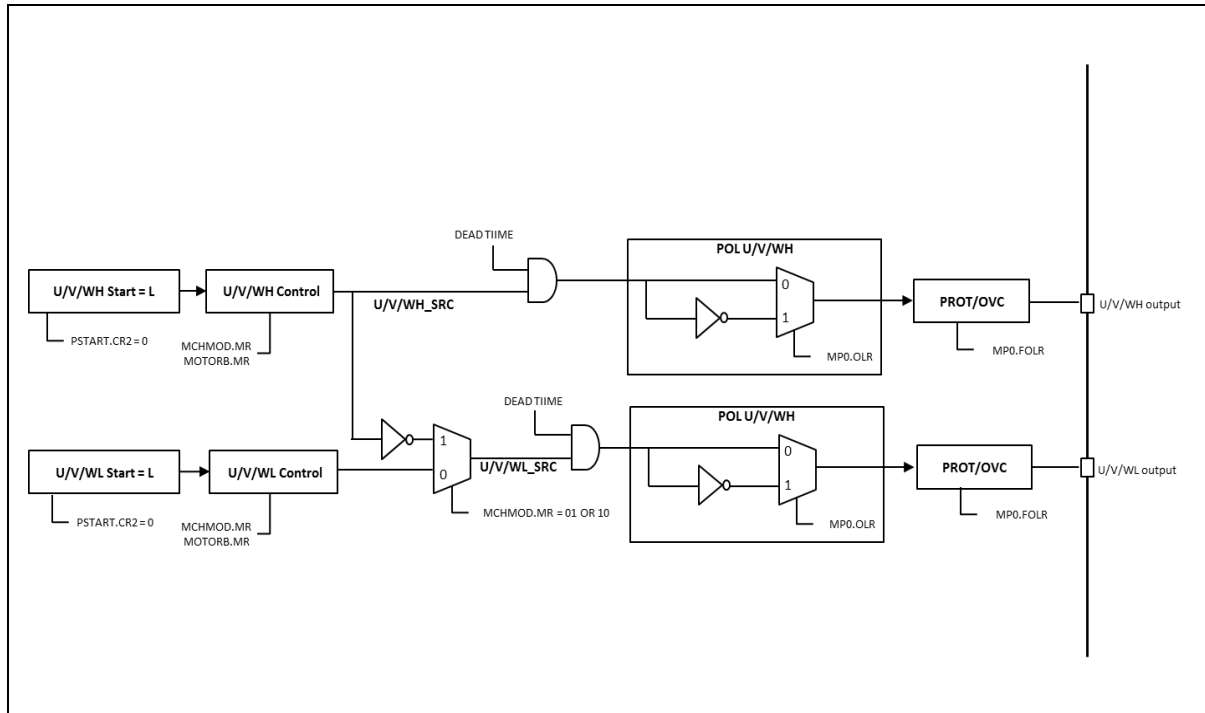 DEAD TIIME
POL U/V/WH
U/V/WH Start = L
U/V/WH Control
U/V/WH_SRC
0
1
PROT/OVC
U/V/WH output
PSTART.CR2 = 0
MCHMOD.MR
MOTORB.MR
MP0.OLR
MP0.FOLR
DEAD TIIME
POL U/V/WH
U/V/WL Start = L
U/V/WL Control
1
0
U/V/WL_SRC
0
1
PROT/OVC
U/V/WL output
PSTART.CR2 = 0
MCHMOD.MR
MOTORB.MR
MCHMOD.MR = 01 OR 10
MP0.OLR
MP0.FOLR